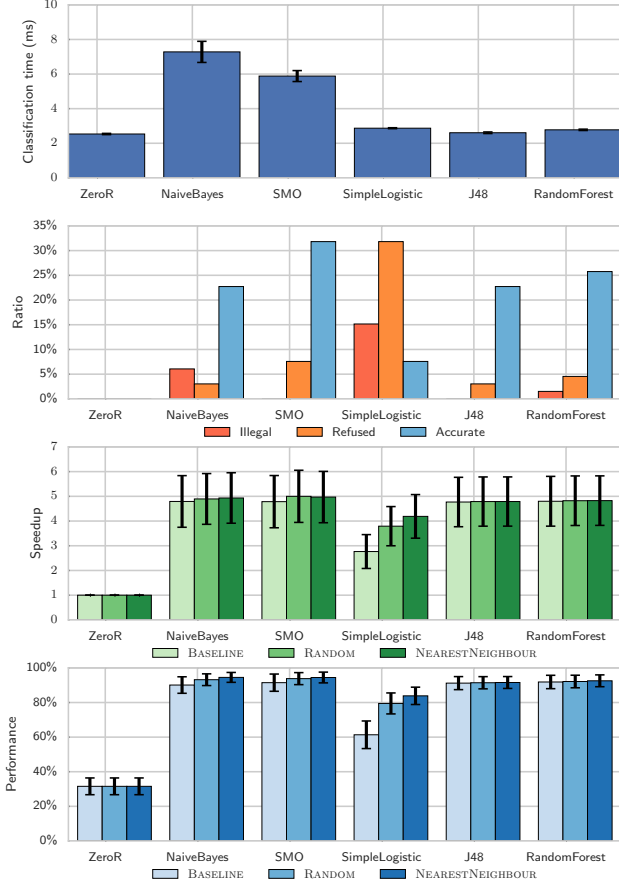 10
8
6
4
2
0
Classification time (ms)
ZeroR NaiveBayes SMO SimpleLogistic J48 RandomForest
35%
30%
25%
20%
15%
10%
5%
0%
Ratio
ZeroR NaiveBayes SMO SimpleLogistic J48 RandomForest
Illegal Refused Accurate
7
6
5
4
3
2
1
0
Speedup
ZeroR NaiveBayes SMO SimpleLogistic J48 RandomForest
BASELINE RANDOM NEARESTNEIGHBOUR
100%
80%
60%
40%
20%
0%
Performance
ZeroR NaiveBayes SMO SimpleLogistic J48 RandomForest
BASELINE RANDOM NEARESTNEIGHBOUR